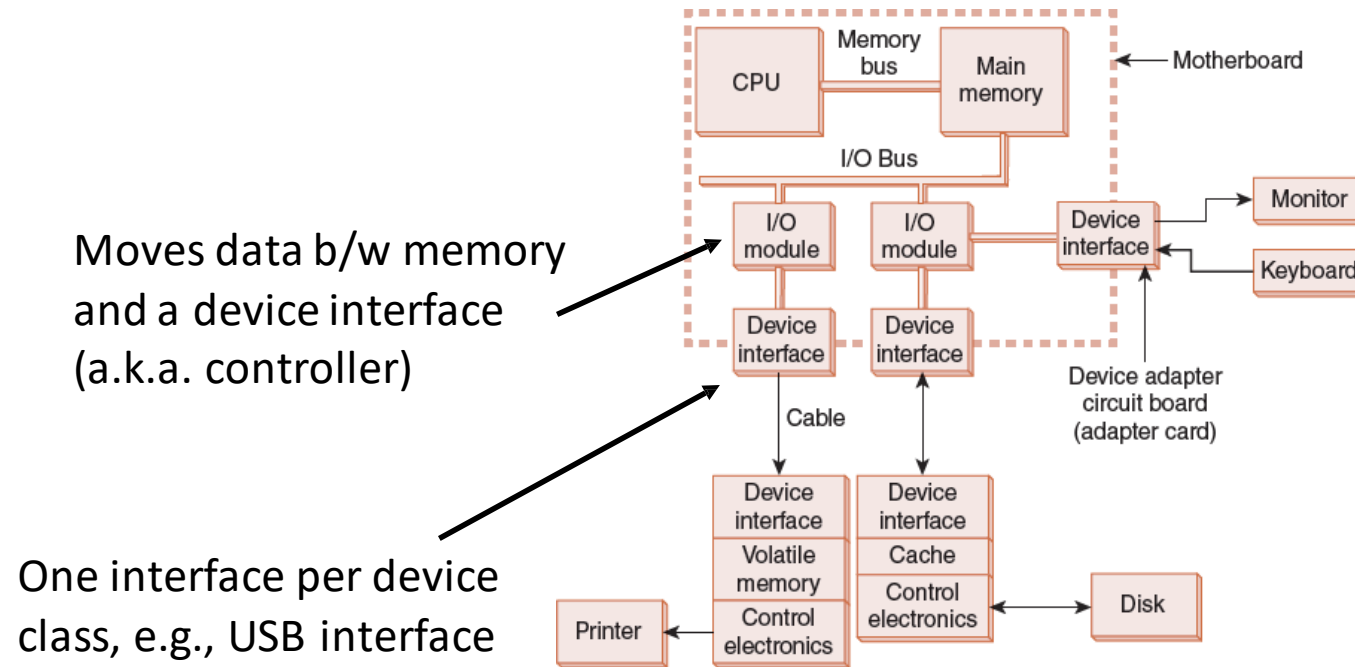 Memory
bus
CPU
Main
memory
Motherboard
I/O Bus
I/O
module
I/O
module
Device
interface
Monitor
Keyboard
Moves data b/w memory
and a device interface
(a.k.a. controller)
Device
interface
Device
interface
Device adapter
circuit board
(adapter card)
Cable
Device
interface
Volatile
memory
Control
electronics
Device
interface
Cache
Control
electronics
Disk
Printer
One interface per device
class, e.g., USB interface